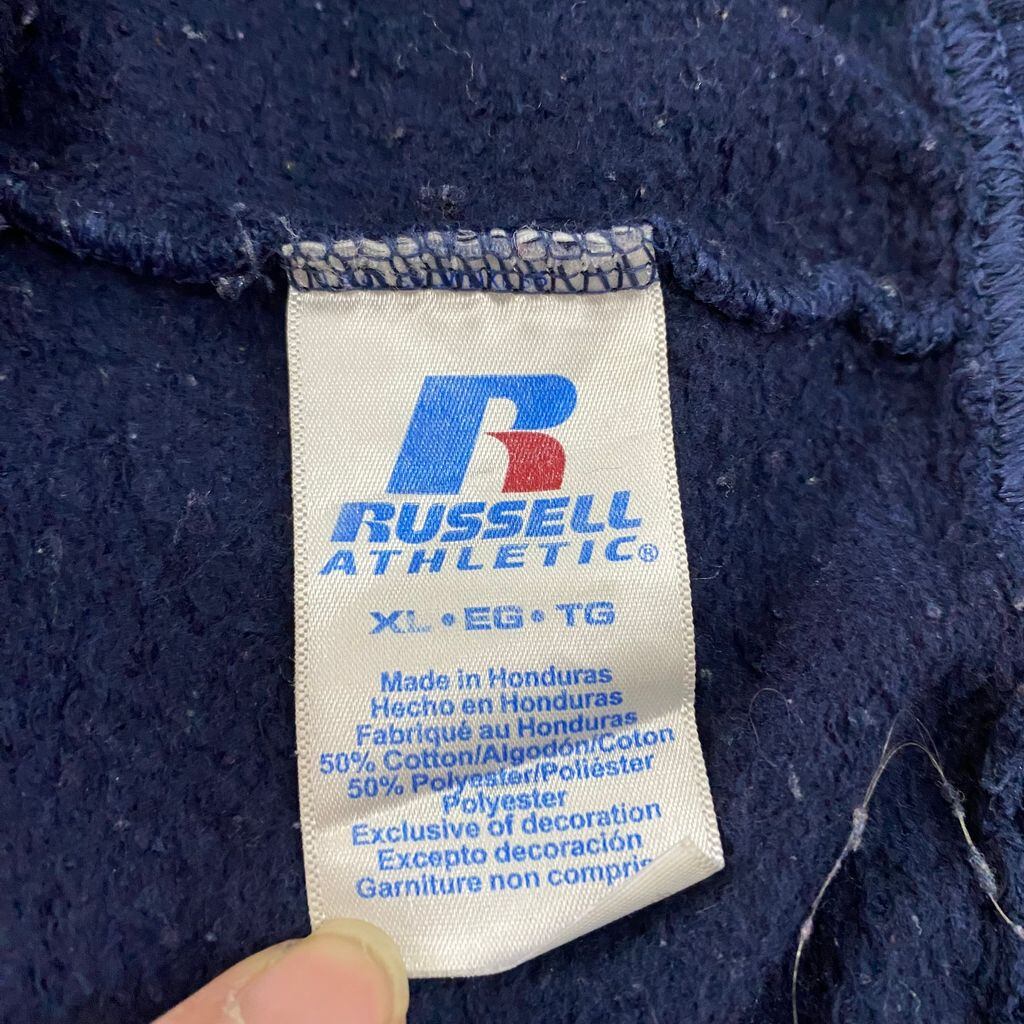 R
RUSSELL
ATHLETIC®
XL • EG • TG
Made in Honduras
Hecho en Honduras
Fabriqué au Honduras
50% Cotton/Algodón/Coton
50% Polyester/Poliéster
Polyester
Exclusive of decoration
Excepto decoración
Garniture non